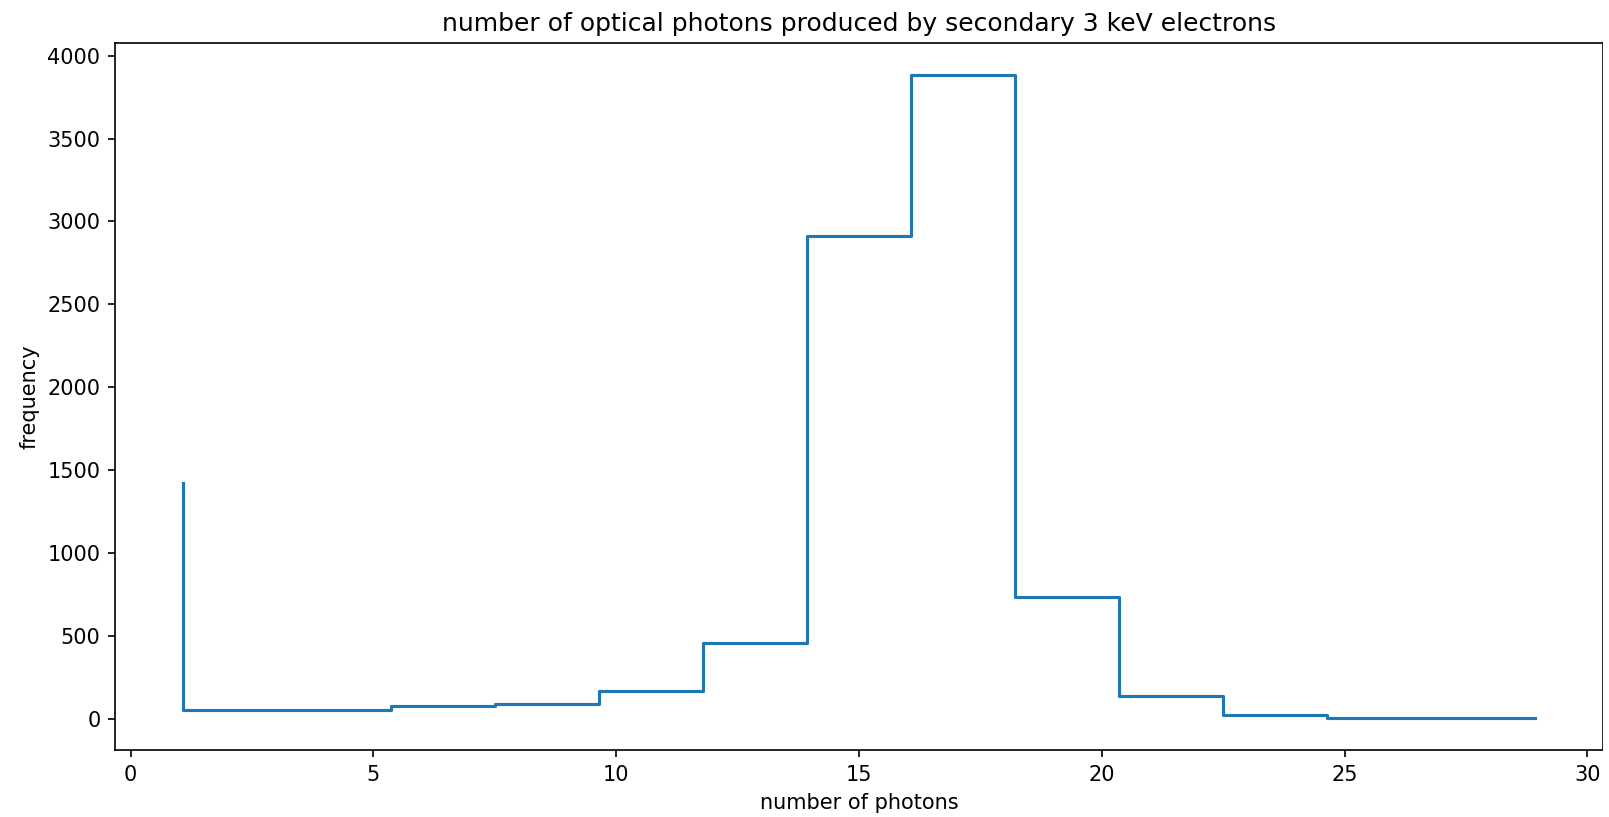 number of optical photons produced by secondary 3 keV electrons
4000
3500
3000
2500
2000
1500
1000
500
0
frequency
0 5 10 15 20 25 30
number of photons